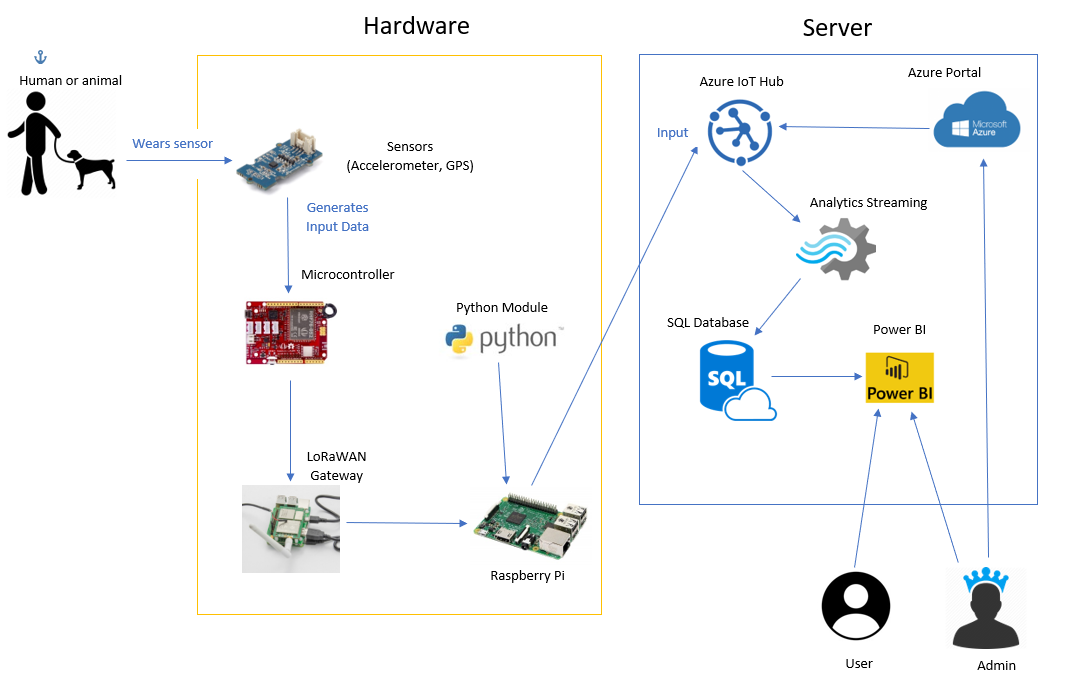 Hardware
Server
Human or animal
Wears sensor
Sensors
(Accelerometer, GPS)
Generates
Input Data
Microcontroller
Python Module
python™
LoRaWAN
Gateway
Raspberry Pi
Input
Azure IoT Hub
Azure Portal
Microsoft
Azure
Analytics Streaming
SQL Database
SQL
Power BI
Power BI
User
Admin